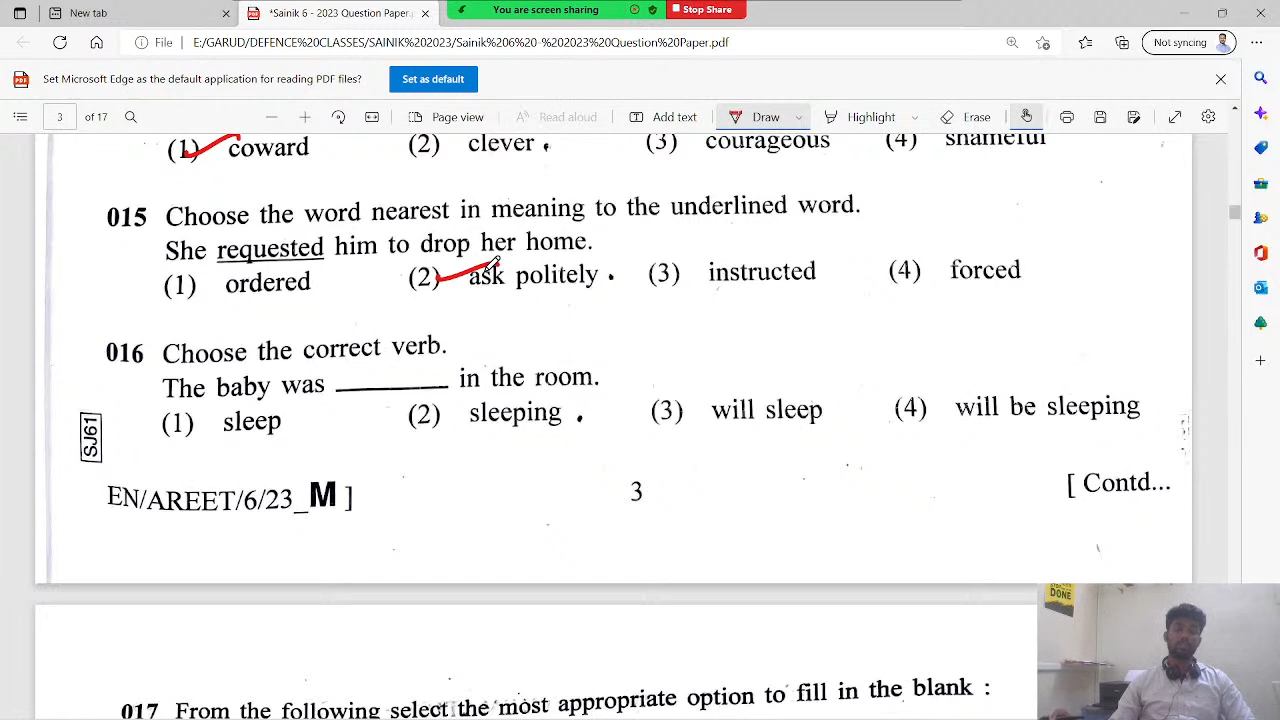 New tab
*Sainik 6 - 2023 Question Paper.p
You are screen sharing
Stop Share
File
E:/GARUD/DEFENCE%20CLASSES/SAINIK%202023/Sainik%206%20-%202023%20Question%20Paper.pdf
Not syncing
Set Microsoft Edge as the default application for reading PDF files?
Set as default
3 of 17
Page view
Read aloud
Add text
Draw
Highlight
Erase
(1) coward (2) clever (3) courageous (4) shameful
015 Choose the word nearest in meaning to the underlined word.
She requested him to drop her home.
(1) ordered (2) ask politely (3) instructed (4) forced
016 Choose the correct verb.
The baby was ________ in the room.
(1) sleep (2) sleeping (3) will sleep (4) will be sleeping
SJ61
EN/AREET/6/23_M ]
3
[ Contd...
DONE
017 From the following select the most appropriate option to fill in the blank :